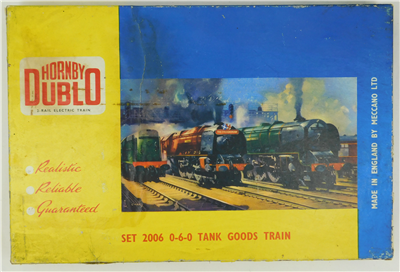 HORNBY
DUBLO
2 RAIL ELECTRIC TRAIN
Realistic
Reliable
Guaranteed
SET 2006 0-6-0 TANK GOODS TRAIN
MADE IN ENGLAND BY MECCANO LTD